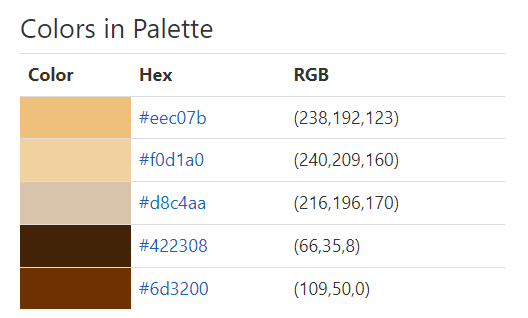 Colors in Palette
Color Hex RGB
#eec07b (238,192,123)
#f0d1a0 (240,209,160)
#d8c4aa (216,196,170)
#422308 (66,35,8)
#6d3200 (109,50,0)